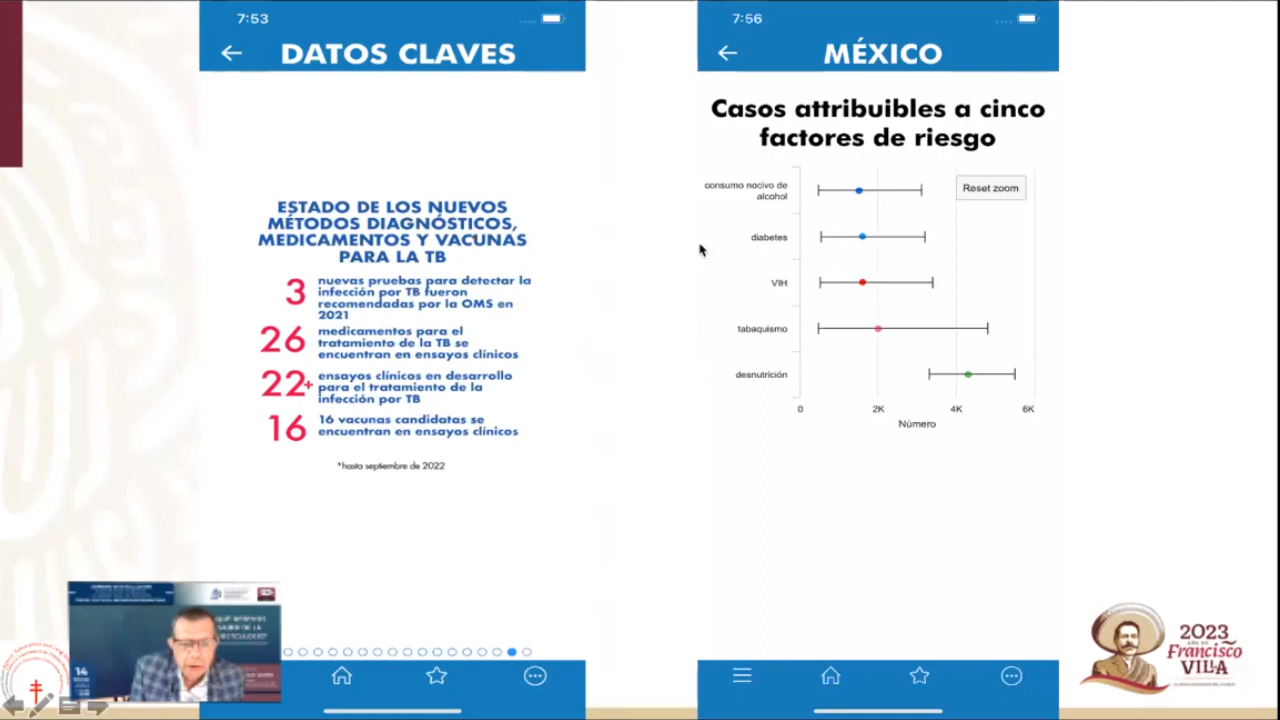 7:53
DATOS CLAVES
ESTADO DE LOS NUEVOS
MÉTODOS DIAGNÓSTICOS,
MEDICAMENTOS Y VACUNAS
PARA LA TB
3
nuevas pruebas para detectar la
infección por TB fueron
recomendadas por la OMS en
2021
26
medicamentos para el
tratamiento de la TB se
encuentran en ensayos clínicos
22+
ensayos clínicos en desarrollo
para el tratamiento de la
infección por TB
16
16 vacunas candidatas se
encuentran en ensayos clínicos
*hasta septiembre de 2022
7:56
MÉXICO
Casos attribuibles a cinco
factores de riesgo
Reset zoom
consumo nocivo de
alcohol
diabetes
VIH
tabaquismo
desnutrición
0 2K 4K 6K
Número
14
2023
AÑO DE
Francisco
VILLA